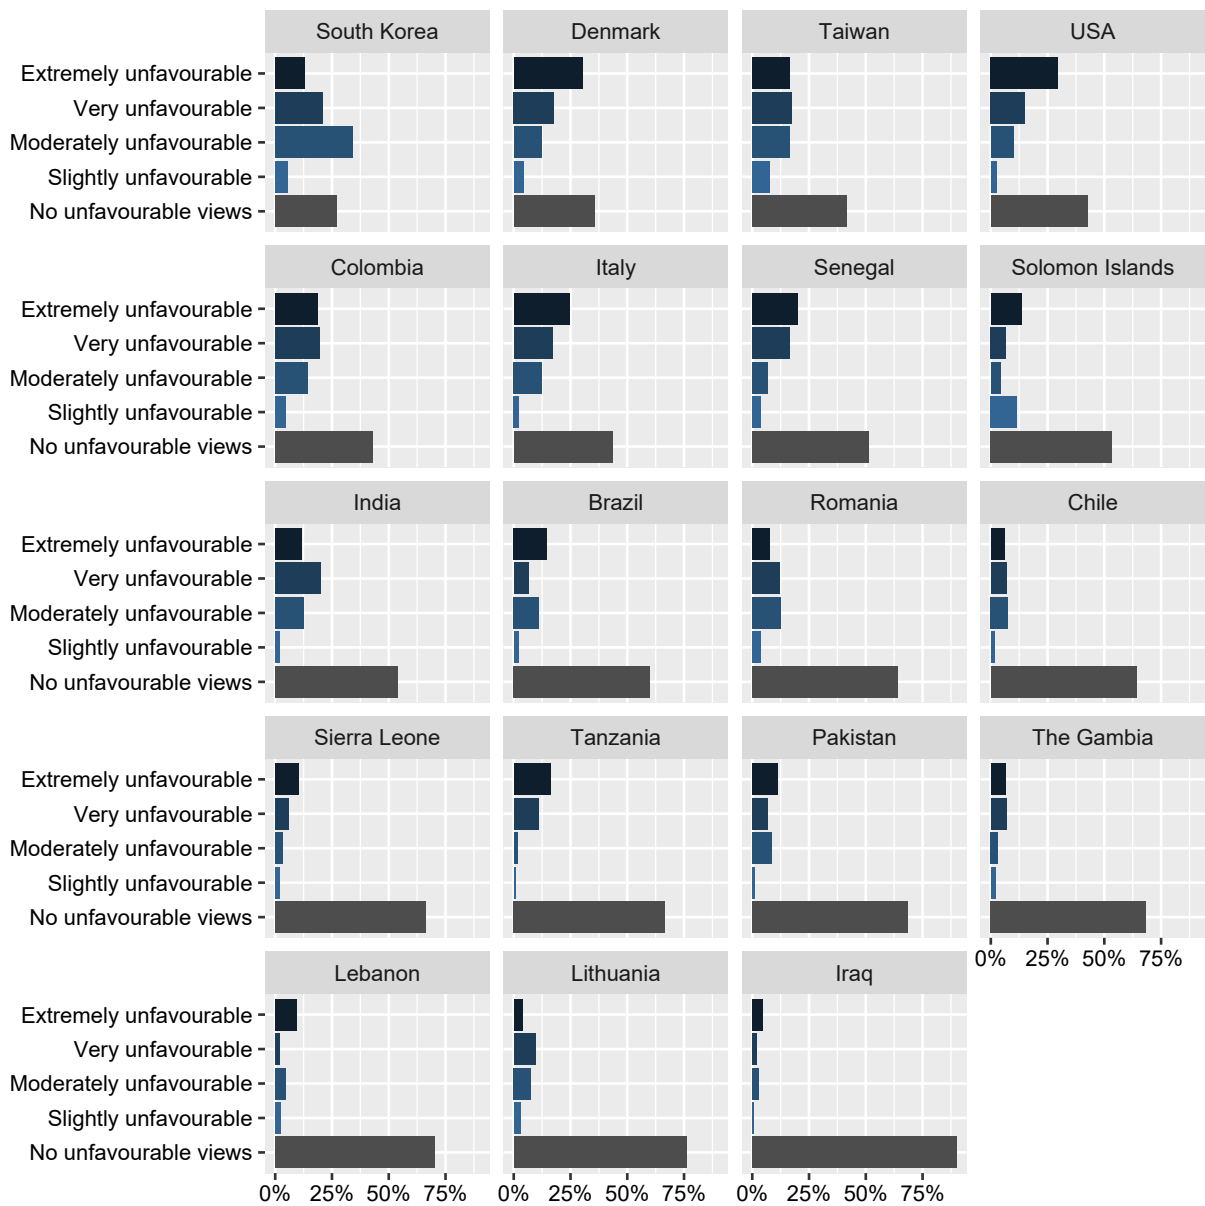 South Korea Denmark Taiwan USA
Extremely unfavourable
Very unfavourable
Moderately unfavourable
Slightly unfavourable
No unfavourable views
Colombia Italy Senegal Solomon Islands
Extremely unfavourable
Very unfavourable
Moderately unfavourable
Slightly unfavourable
No unfavourable views
India Brazil Romania Chile
Extremely unfavourable
Very unfavourable
Moderately unfavourable
Slightly unfavourable
No unfavourable views
Sierra Leone Tanzania Pakistan The Gambia
Extremely unfavourable
Very unfavourable
Moderately unfavourable
Slightly unfavourable
No unfavourable views
0% 25% 50% 75%
Lebanon Lithuania Iraq
Extremely unfavourable
Very unfavourable
Moderately unfavourable
Slightly unfavourable
No unfavourable views
0% 25% 50% 75% 0% 25% 50% 75% 0% 25% 50% 75%